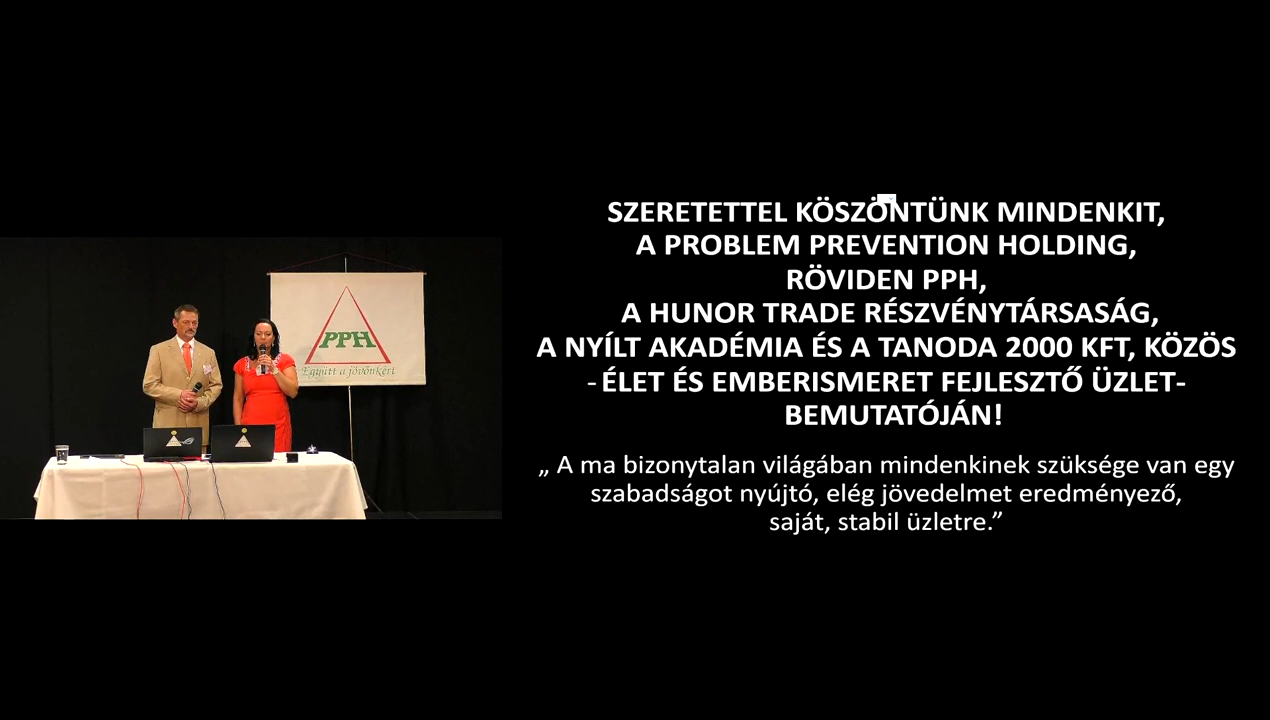 SZERETETTEL KÖSZÖNTÜNK MINDENKIT,
A PROBLEM PREVENTION HOLDING,
RÖVIDEN PPH,
A HUNOR TRADE RÉSZVÉNYTÁRSASÁG,
A NYÍLT AKADÉMIA ÉS A TANODA 2000 KFT, KÖZÖS
- ÉLET ÉS EMBERISMERET FEJLESZTŐ ÜZLET-
BEMUTATÓJÁN!
„ A ma bizonytalan világában mindenkinek szüksége van egy
szabadságot nyújtó, elég jövedelmet eredményező,
saját, stabil üzletre.”
PPH
Együtt a jövőnkért